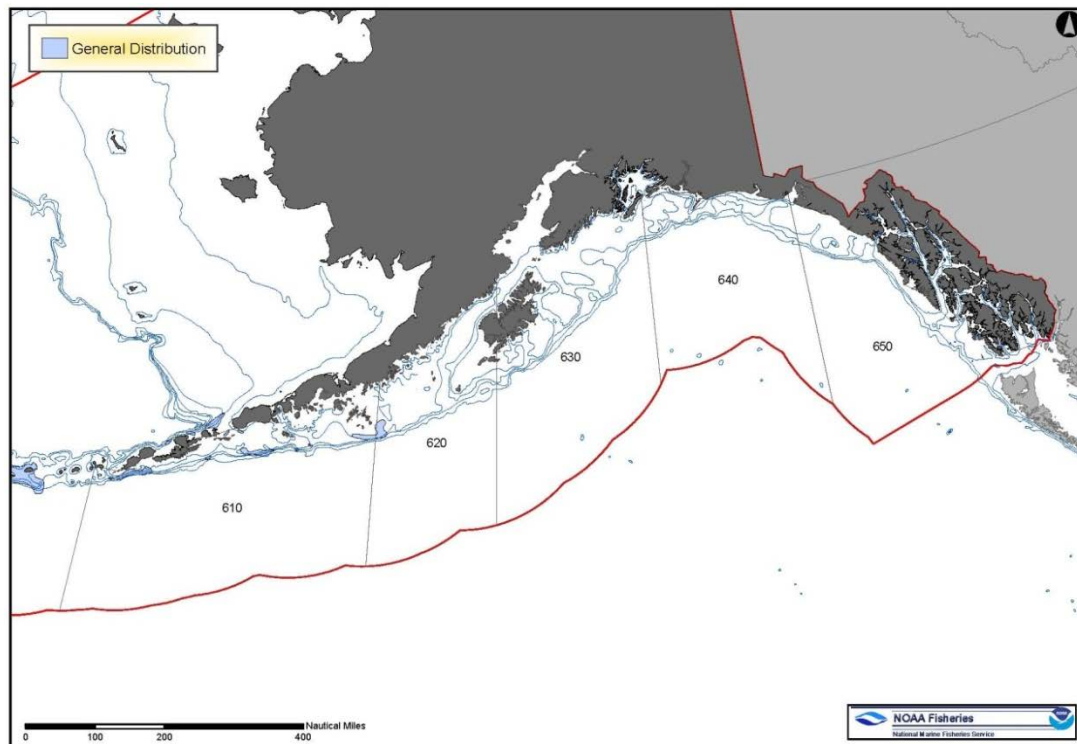 General Distribution
640
650
630
620
610
Nautical Miles
0 100 200 400
NOAA Fisheries
National Marine Fisheries Service